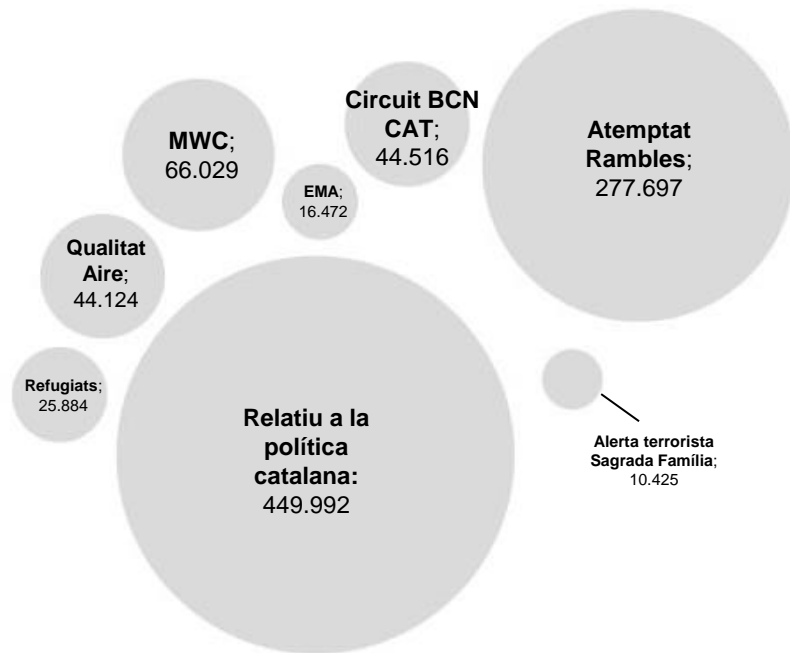 Circuit BCN
CAT;
44.516
Atemptat
Rambles;
277.697
MWC;
66.029
EMA;
16.472
Qualitat
Aire;
44.124
Refugiats;
25.884
Relatiu a la
política
catalana:
449.992
Alerta terrorista
Sagrada Família;
10.425